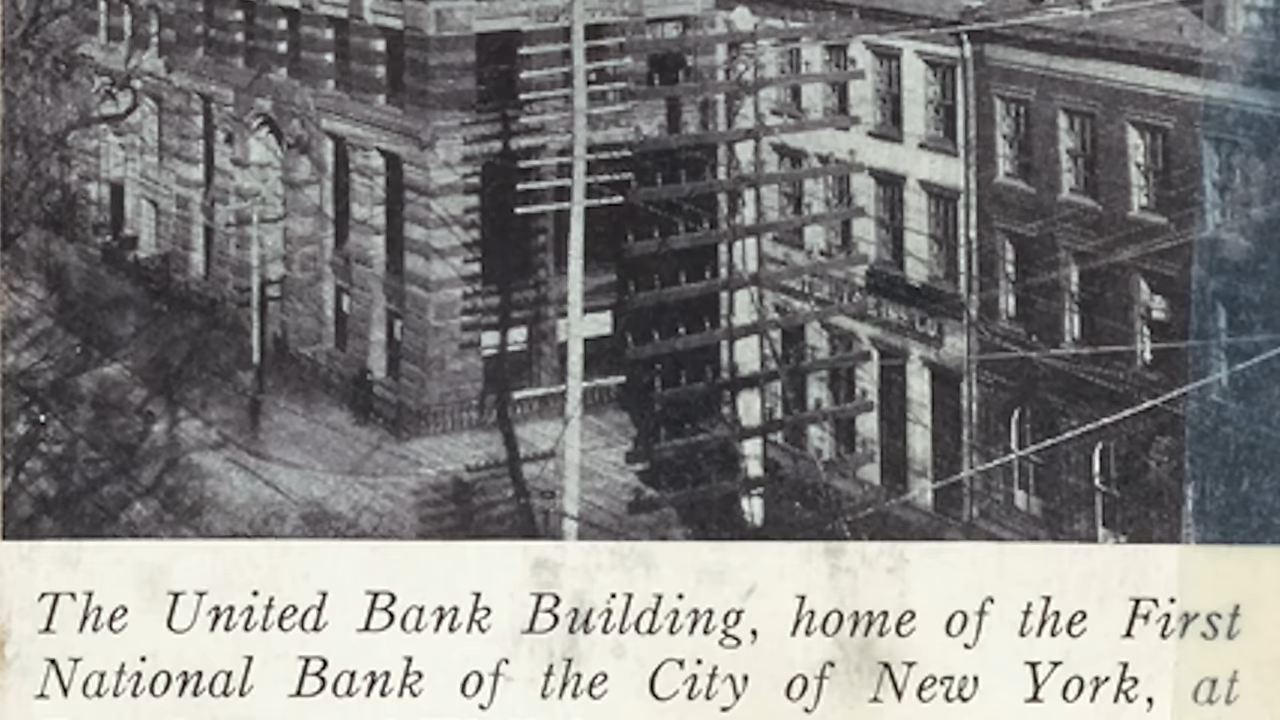 The United Bank Building, home of the First
National Bank of the City of New York, at